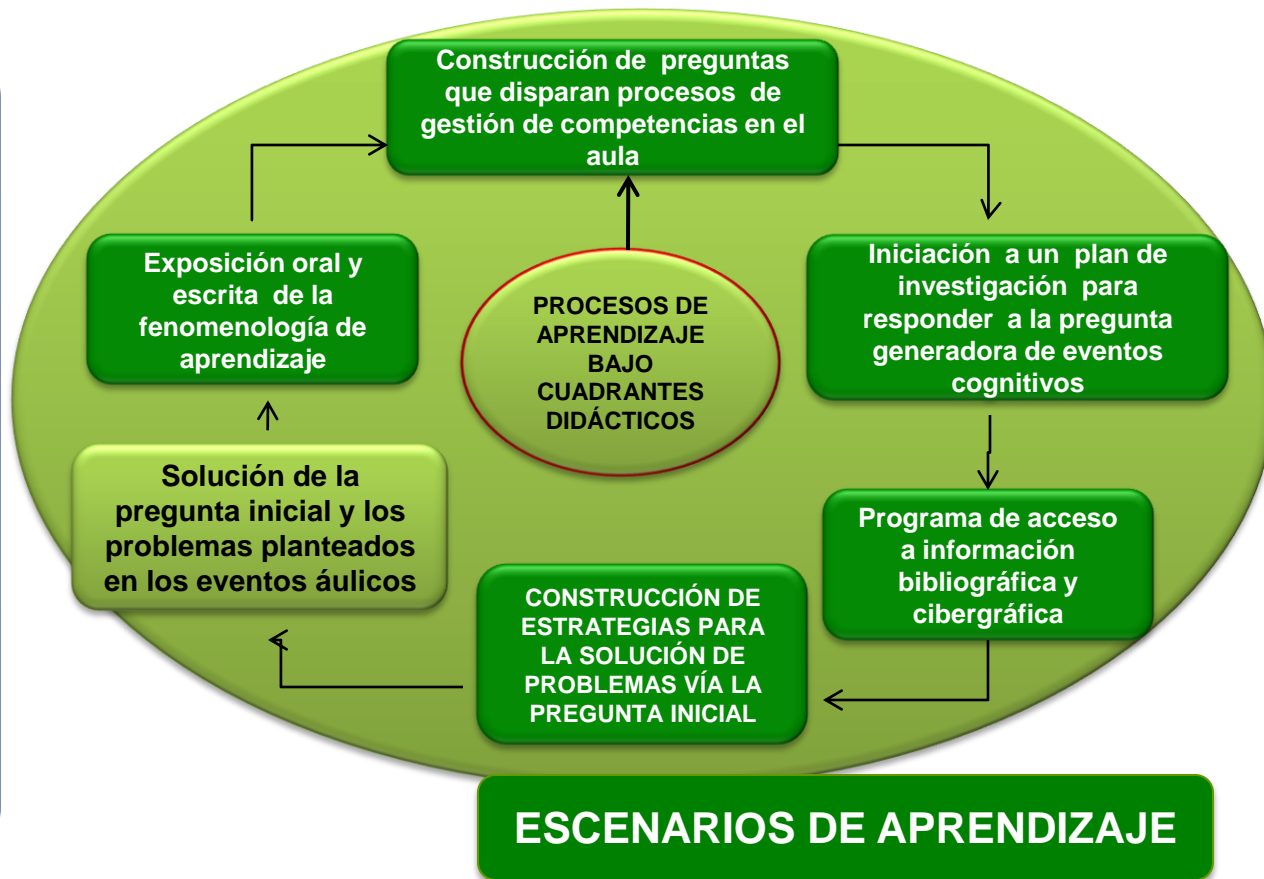 Construcción de preguntas
que disparan procesos de
gestión de competencias en el
aula
Iniciación a un plan de
investigación para
responder a la pregunta
generadora de eventos
cognitivos
Programa de acceso
a información
bibliográfica y
cibergráfica
CONSTRUCCIÓN DE
ESTRATEGIAS PARA
LA SOLUCIÓN DE
PROBLEMAS VÍA LA
PREGUNTA INICIAL
Solución de la
pregunta inicial y los
problemas planteados
en los eventos áulicos
Exposición oral y
escrita de la
fenomenología de
aprendizaje
PROCESOS DE
APRENDIZAJE
BAJO
CUADRANTES
DIDÁCTICOS
ESCENARIOS DE APRENDIZAJE